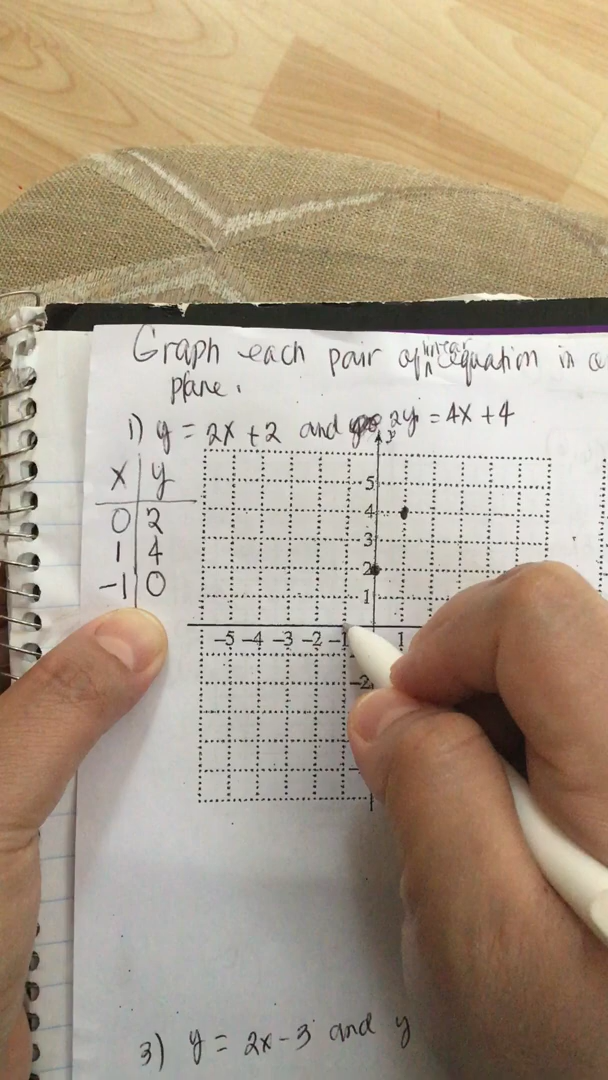 Graph each pair of linear equation in
plane.
1) y = 2x + 2 and 2y = 4x + 4
x y
0 2
1 4
-1 0
y
5
4
3
2
1
-5 -4 -3 -2 -1 1
-2
3) y = 2x - 3 and y